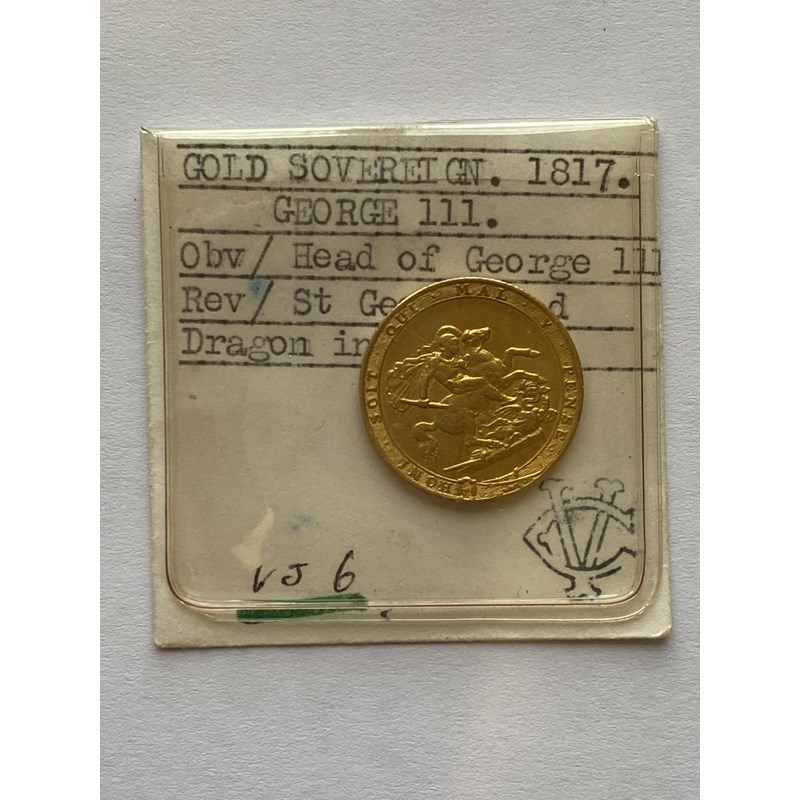 GOLD SOVEREIGN. 1817.
GEORGE 111.
Obv/ Head of George 111
Rev/ St Ge d
Dragon in
HONI · SOIT · QUI · MAL · Y · PENSE ·
VJ 6